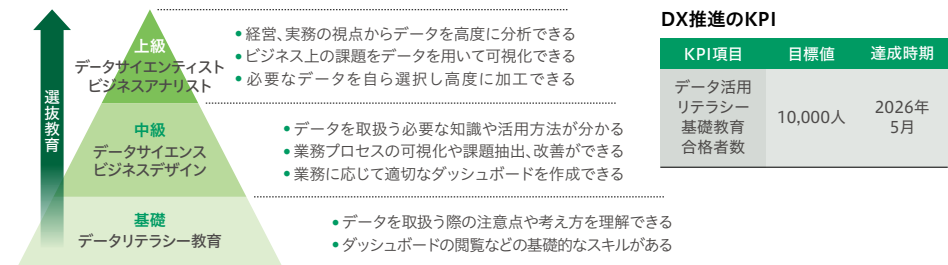 選抜教育
上級
データサイエンティスト
ビジネスアナリスト
• 経営、実務の視点からデータを高度に分析できる
• ビジネス上の課題をデータを用いて可視化できる
• 必要なデータを自ら選択し高度に加工できる
中級
データサイエンス
ビジネスデザイン
• データを取扱う必要な知識や活用方法が分かる
• 業務プロセスの可視化や課題抽出、改善ができる
• 業務に応じて適切なダッシュボードを作成できる
基礎
データリテラシー教育
• データを取扱う際の注意点や考え方を理解できる
• ダッシュボードの閲覧などの基礎的なスキルがある
DX推進のKPI
KPI項目 目標値 達成時期
データ活用
リテラシー
基礎教育
合格者数
10,000人
2026年
5月